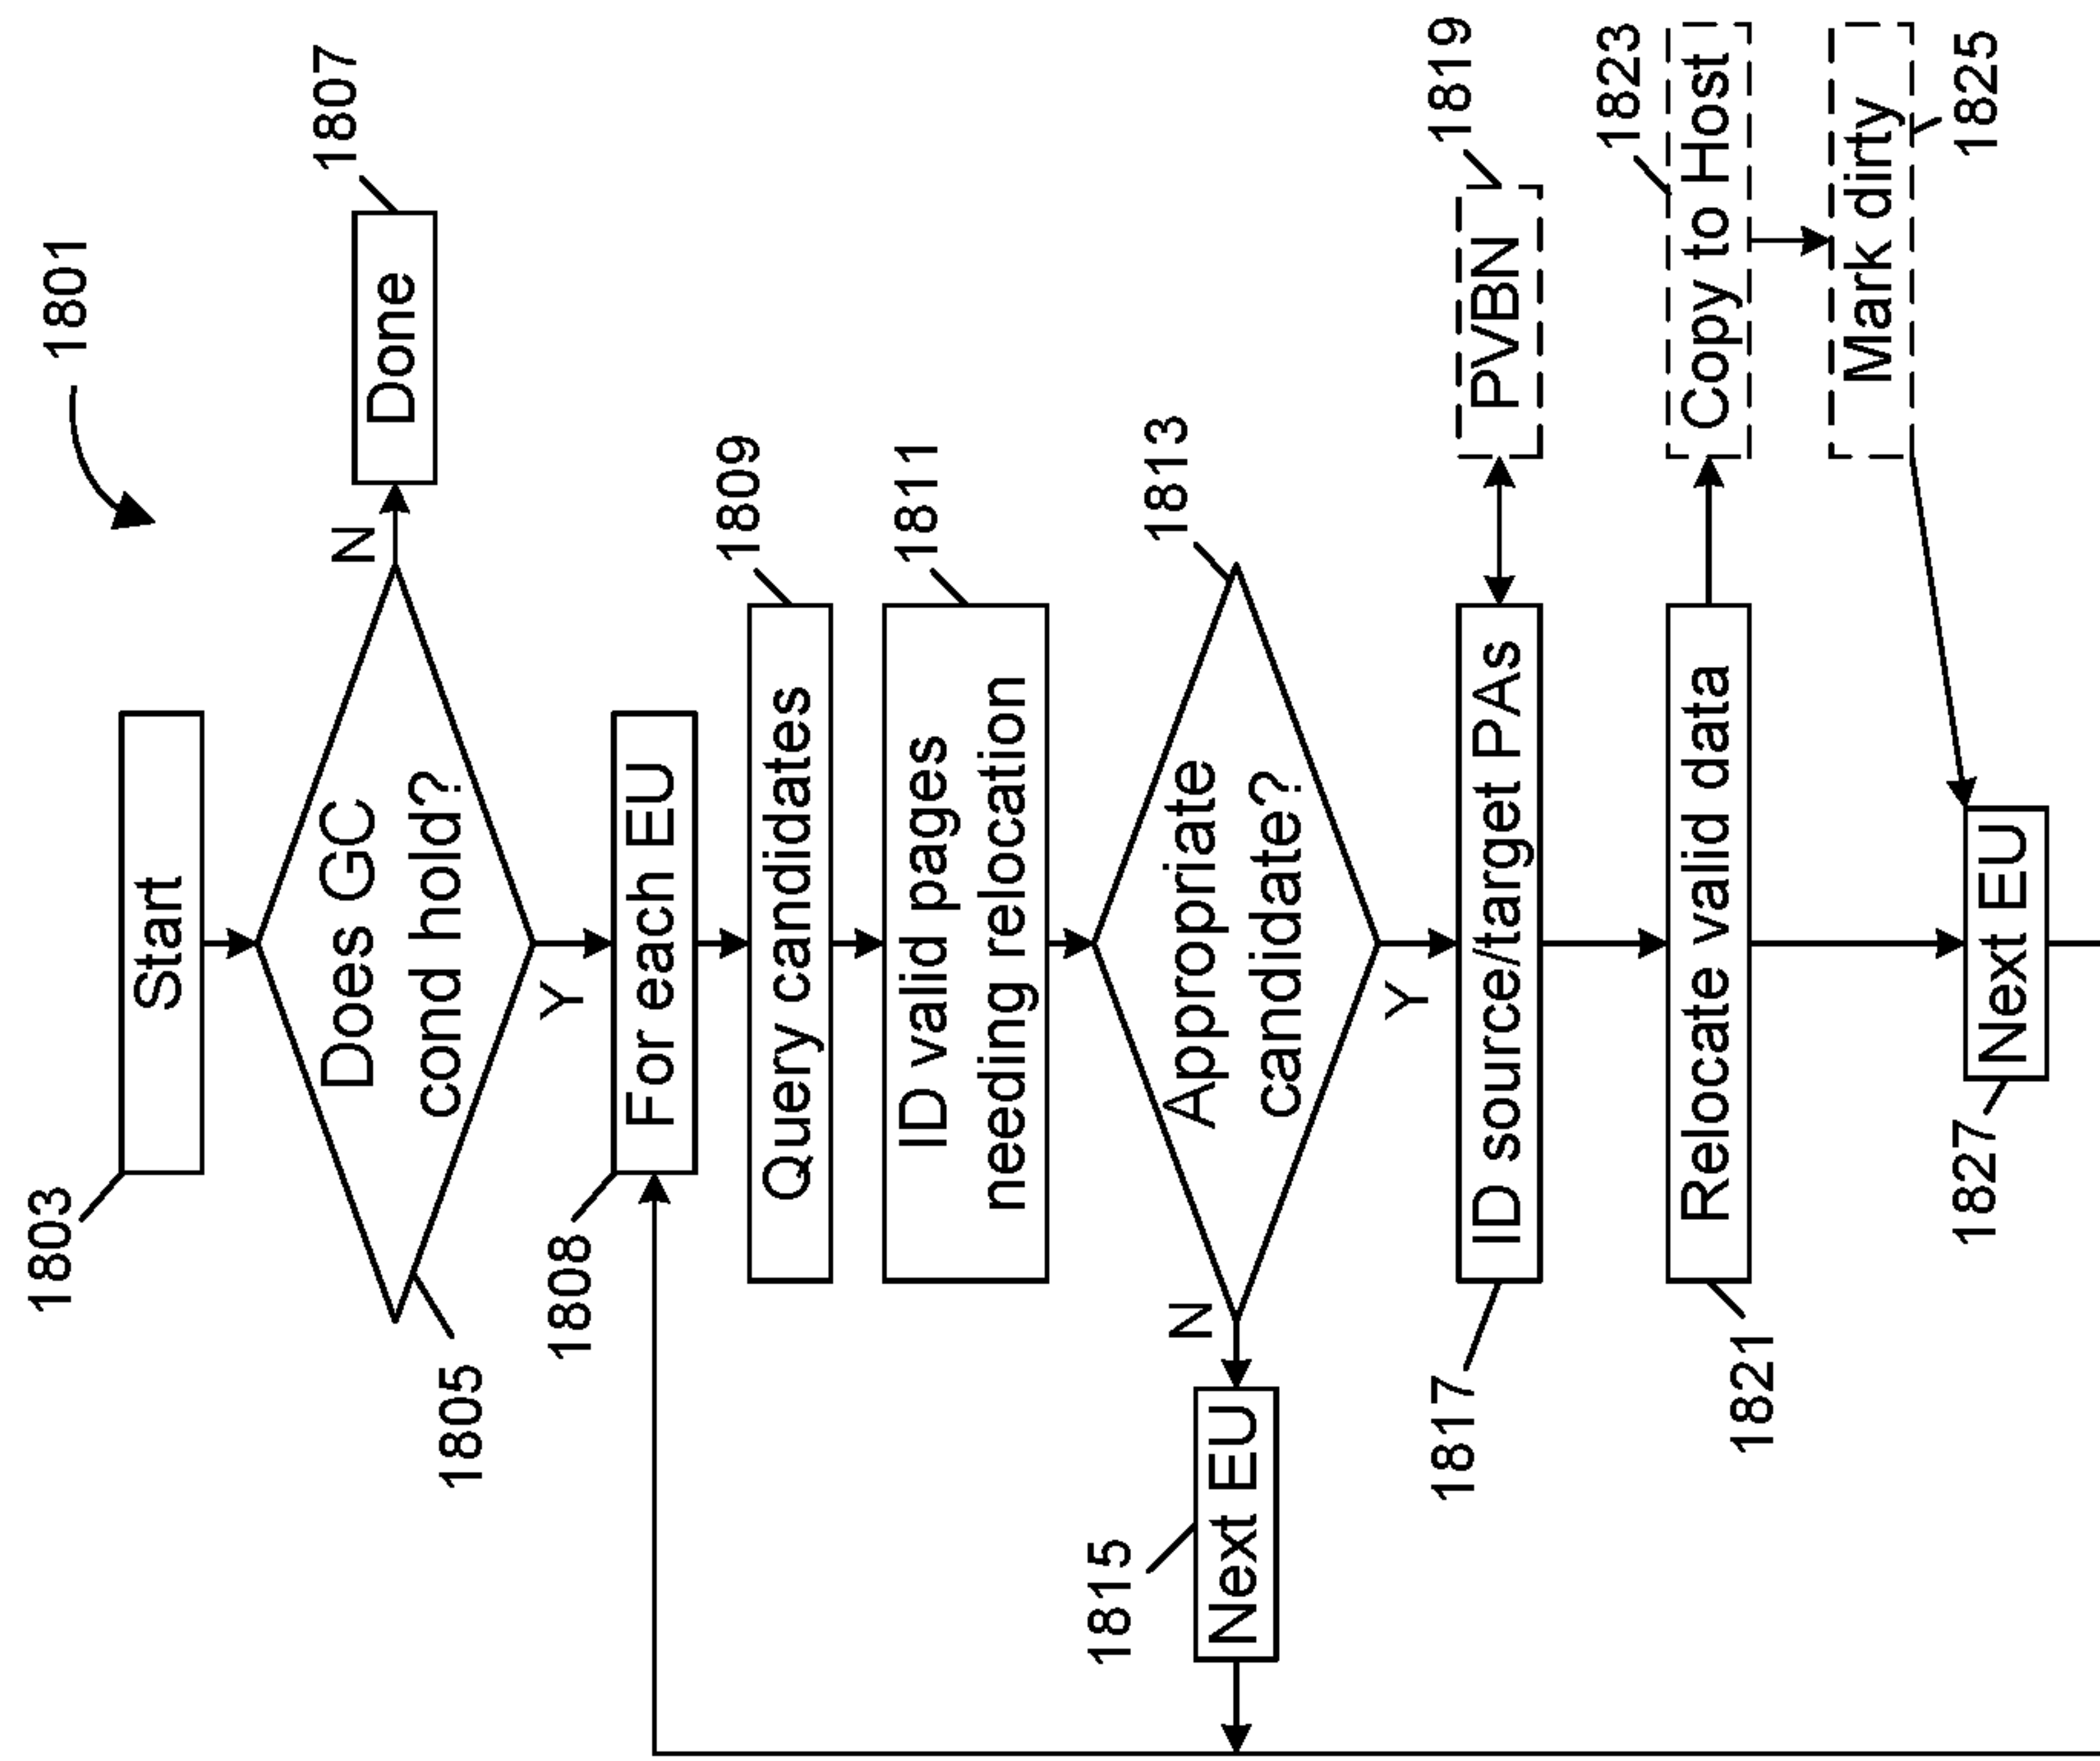 1801
1803
Start
1805
Does GC
cond hold?
N
Done
1807
Y
1808
For each EU
Query candidates
1809
ID valid pages
needing relocation
1811
Appropriate
candidate?
1813
N
Next EU
1815
Y
1817
ID source/target PAs
PVBN
1819
1821
Relocate valid data
Copy to Host
1823
Mark dirty
1825
1827
Next EU